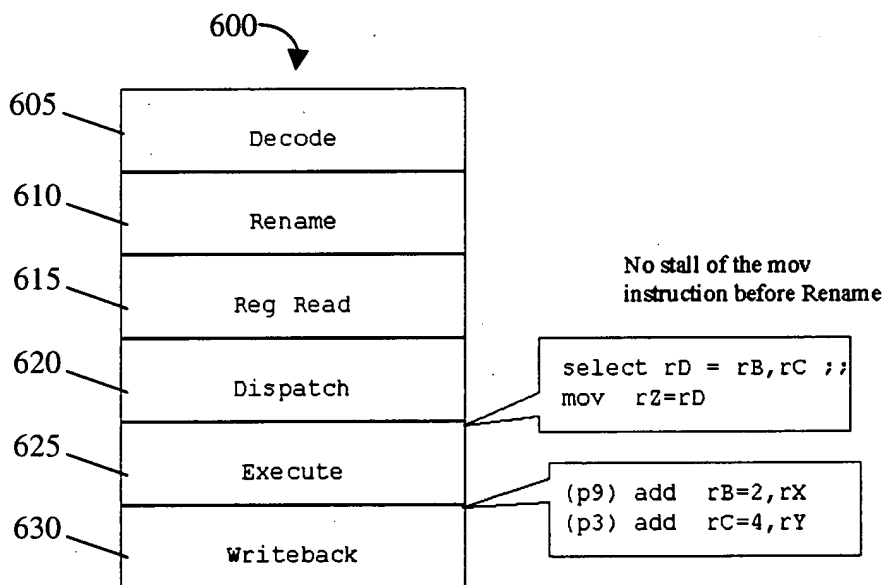 600
605
Decode
610
Rename
615
Reg Read
No stall of the mov
instruction before Rename
620
Dispatch
select rD = rB,rC ;;
mov rZ=rD
625
Execute
(p9) add rB=2,rX
(p3) add rC=4,rY
630
Writeback